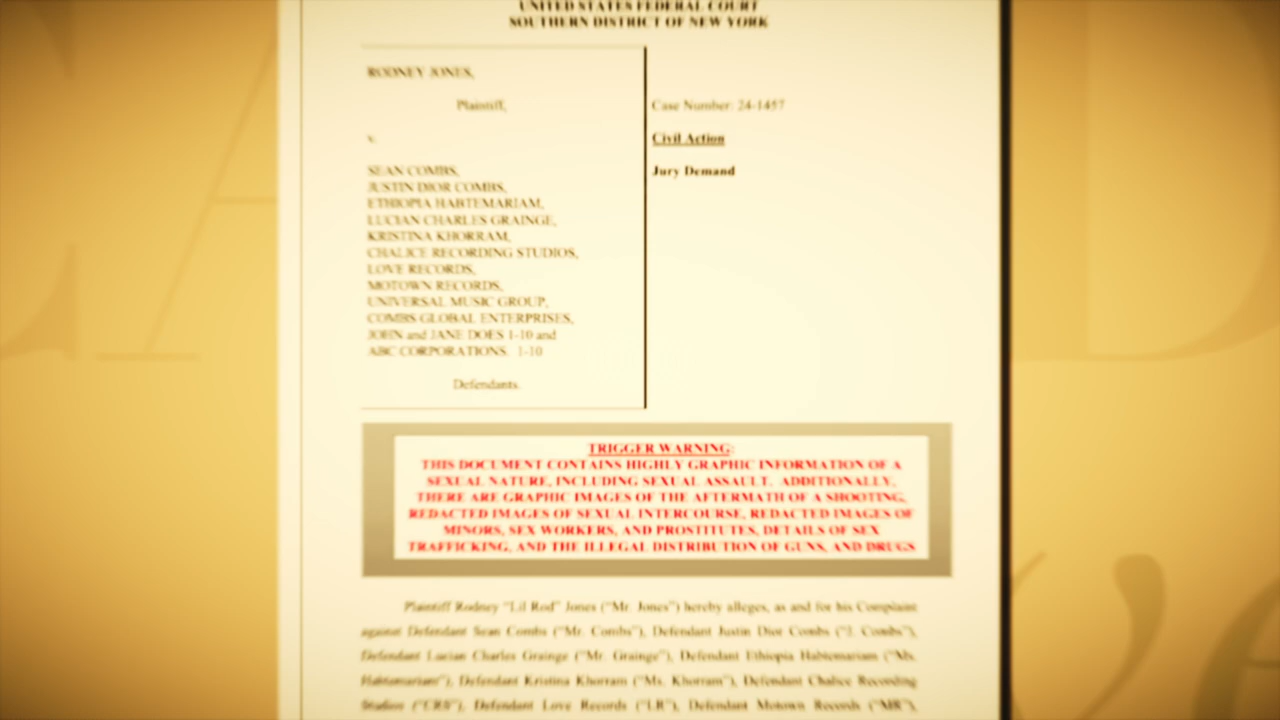 UNITED STATES FEDERAL COURT
SOUTHERN DISTRICT OF NEW YORK
RODNEY JONES,
Plaintiff,
v.
SEAN COMBS,
JUSTIN DIOR COMBS,
ETHIOPIA HABTEMARIAM,
LUCIAN CHARLES GRAINGE,
KRISTINA KHORRAM,
CHALICE RECORDING STUDIOS,
LOVE RECORDS,
MOTOWN RECORDS,
UNIVERSAL MUSIC GROUP,
COMBS GLOBAL ENTERPRISES,
JOHN and JANE DOES 1-10 and
ABC CORPORATIONS. 1-10
Defendants.
Case Number: 24-1457
Civil Action
Jury Demand
TRIGGER WARNING:
THIS DOCUMENT CONTAINS HIGHLY GRAPHIC INFORMATION OF A
SEXUAL NATURE, INCLUDING SEXUAL ASSAULT. ADDITIONALLY,
THERE ARE GRAPHIC IMAGES OF THE AFTERMATH OF A SHOOTING,
REDACTED IMAGES OF SEXUAL INTERCOURSE, REDACTED IMAGES OF
MINORS, SEX WORKERS, AND PROSTITUTES, DETAILS OF SEX
TRAFFICKING, AND THE ILLEGAL DISTRIBUTION OF GUNS, AND DRUGS
Plaintiff Rodney “Lil Rod” Jones (“Mr. Jones”) hereby alleges, as and for his Complaint
against Defendant Sean Combs (“Mr. Combs”), Defendant Justin Dior Combs (“J. Combs”),
Defendant Lucian Charles Grainge (“Mr. Grainge”), Defendant Ethiopia Habtemariam (“Ms.
Habtemariam”), Defendant Kristina Khorram (“Ms. Khorram”), Defendant Chalice Recording
Studios (“CRS”), Defendant Love Records (“LR”), Defendant Motown Records (“MR”),